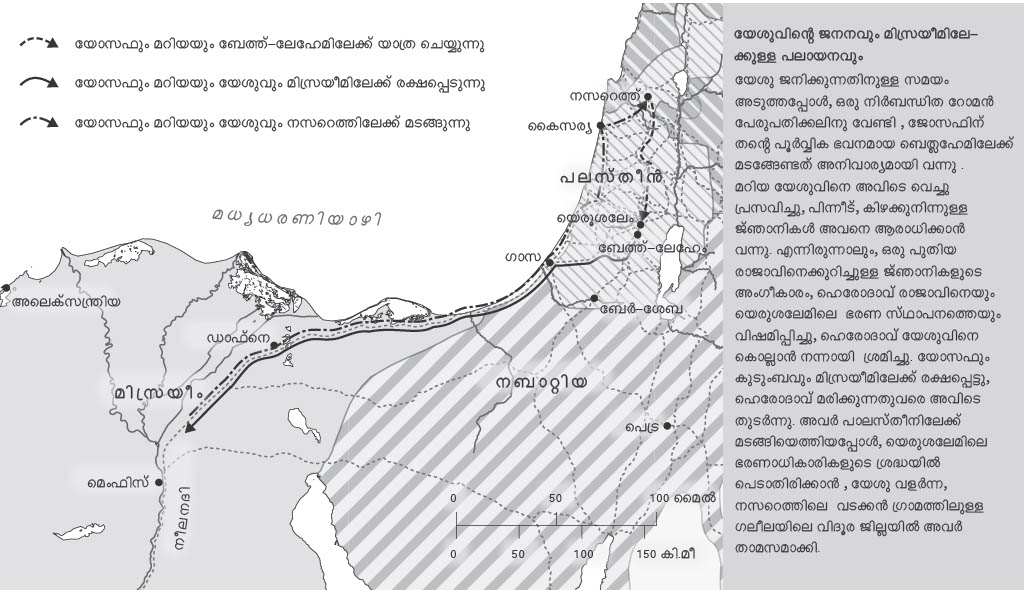 യോസഫും മറിയയും ബേത്ത്-ലേഹേമിലേക്ക് യാത്ര ചെയ്യുന്നു
യോസഫും മറിയയും യേശുവും മിസ്രയീമിലേക്ക് രക്ഷപ്പെടുന്നു
യോസഫും മറിയയും യേശുവും നസറെത്തിലേക്ക് മടങ്ങുന്നു
നസറെത്ത്
കൈസര്യ
പലസ്തീൻ
മധ്യധരണിയാഴി
യെരുശലേം
ബേത്ത്-ലേഹേം
ഗാസ
അലെക്സന്ത്രിയ
ബേർ-ശേബ
ഡാഫ്നെ
മിസ്രയീം
നബാറ്റിയ
പെട്ര
മെംഫിസ്
നീലനദി
0 50 100 മൈൽ
0 50 100 150 കി.മീ
യേശുവിന്റെ ജനനവും മിസ്രയീമിലേ-
ക്കുള്ള പലായനവും
യേശു ജനിക്കുന്നതിനുള്ള സമയം
അടുത്തപ്പോൾ, ഒരു നിർബന്ധിത റോമൻ
പേരുപതിക്കലിനു വേണ്ടി , ജോസഫിന്
തന്റെ പൂർവ്വിക ഭവനമായ ബെത്ലഹേമിലേക്ക്
മടങ്ങേണ്ടത് അനിവാര്യമായി വന്നു .
മറിയ യേശുവിനെ അവിടെ വെച്ചു
പ്രസവിച്ചു, പിന്നീട്, കിഴക്കുനിന്നുള്ള
ജ്ഞാനികൾ അവനെ ആരാധിക്കാൻ
വന്നു. എന്നിരുന്നാലും, ഒരു പുതിയ
രാജാവിനെക്കുറിച്ചുള്ള ജ്ഞാനികളുടെ
അംഗീകാരം, ഹെരോദാവ് രാജാവിനെയും
യെരുശലേമിലെ ഭരണ സ്ഥാപനത്തെയും
വിഷമിപ്പിച്ചു, ഹെരോദാവ് യേശുവിനെ
കൊല്ലാൻ നന്നായി ശ്രമിച്ചു. യോസഫും
കുടുംബവും മിസ്രയീമിലേക്ക് രക്ഷപ്പെട്ടു,
ഹെരോദാവ് മരിക്കുന്നതുവരെ അവിടെ
തുടർന്നു. അവർ പാലസ്തീനിലേക്ക്
മടങ്ങിയെത്തിയപ്പോൾ, യെരുശലേമിലെ
ഭരണാധികാരികളുടെ ശ്രദ്ധയിൽ
പെടാതിരിക്കാൻ , യേശു വളർന്ന,
നസറെത്തിലെ വടക്കൻ ഗ്രാമത്തിലുള്ള
ഗലീലയിലെ വിദൂര ജില്ലയിൽ അവർ
താമസമാക്കി.